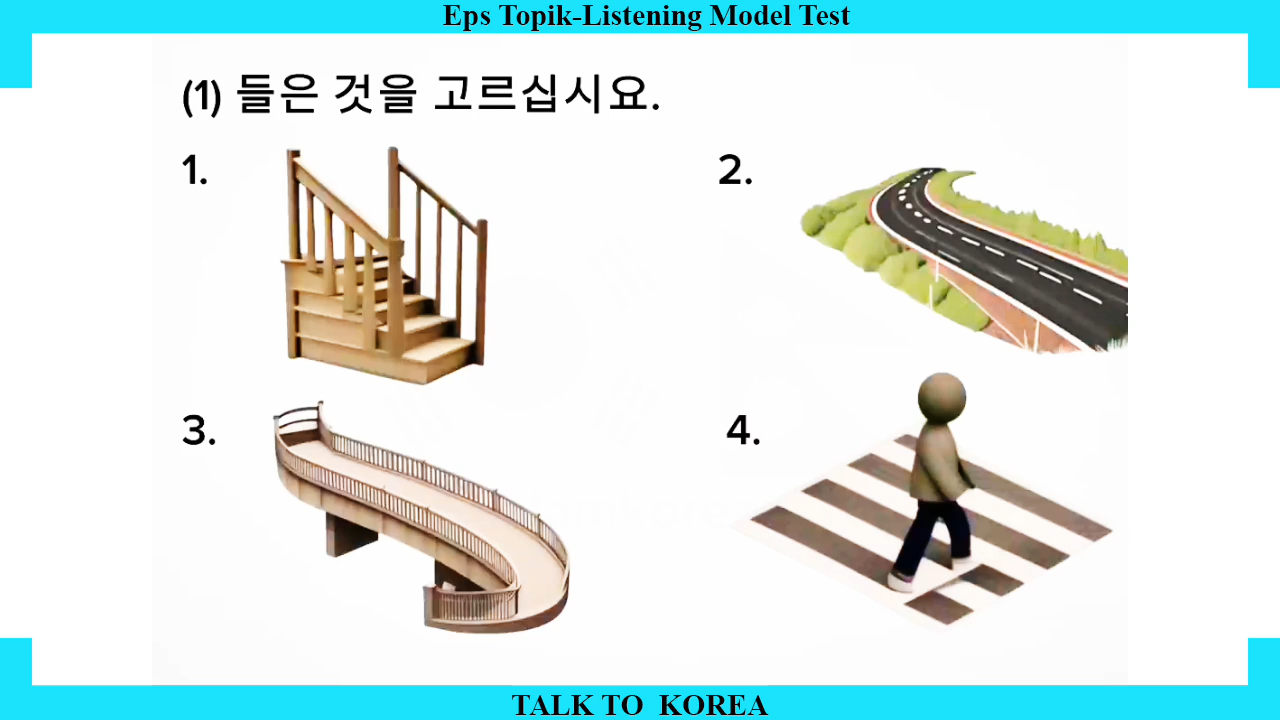 Eps Topik-Listening Model Test
(1) 들은 것을 고르십시요.
1.
2.
3.
4.
TALK TO KOREA